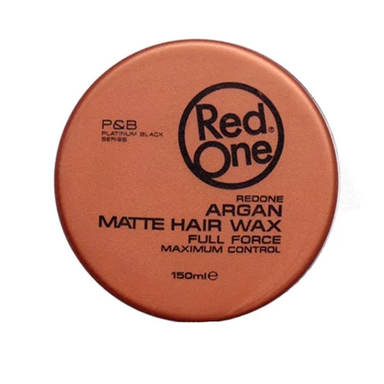 P&B
PLATINUM BLACK
SERIES
Red®
One
REDONE
ARGAN
MATTE HAIR WAX
FULL FORCE
MAXIMUM CONTROL
150ml℮